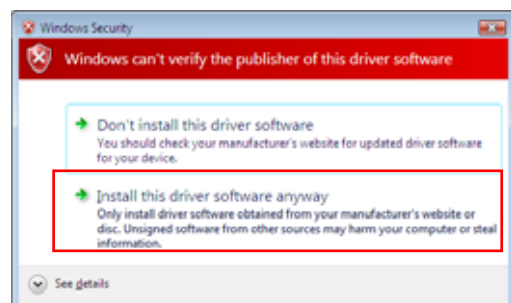 Windows Security
Windows can't verify the publisher of this driver software
Don't install this driver software
You should check your manufacturer's website for updated driver software
for your device.
Install this driver software anyway
Only install driver software obtained from your manufacturer's website or
disc. Unsigned software from other sources may harm your computer or steal
information.
See details